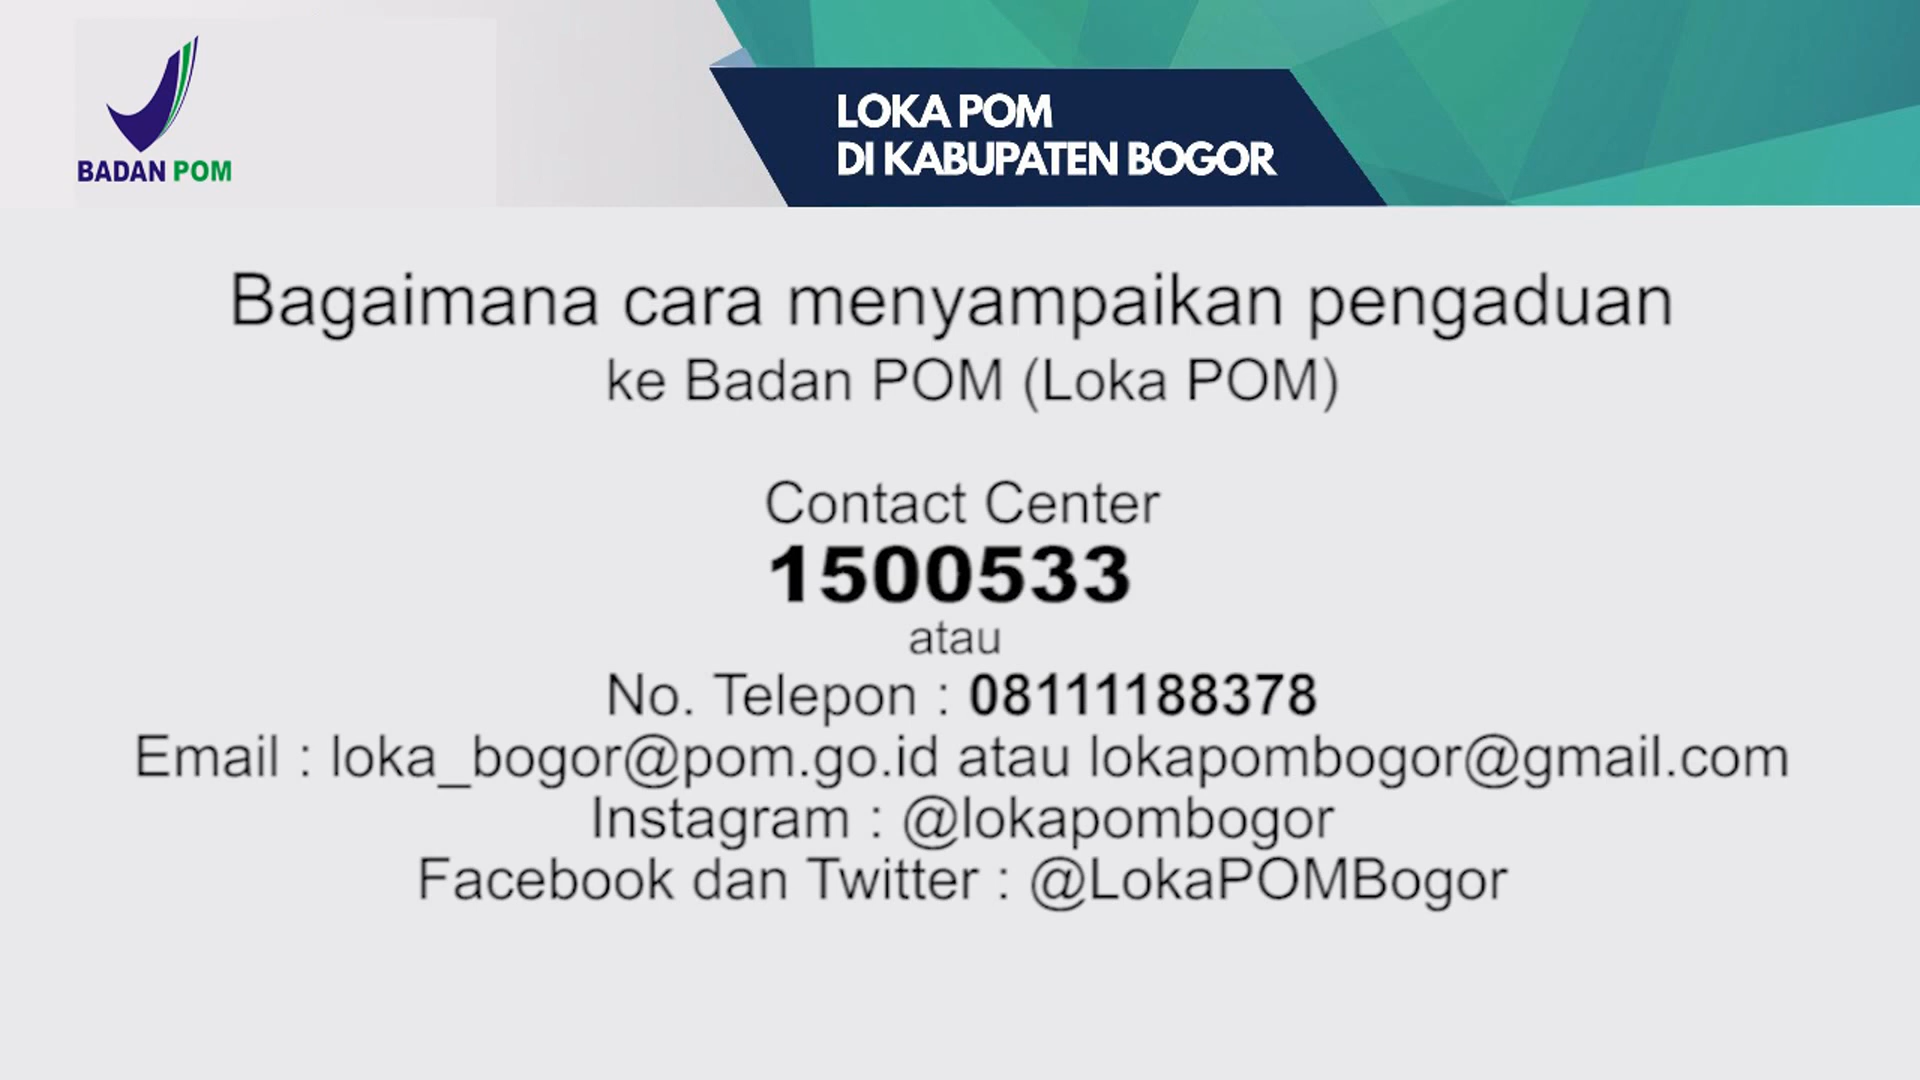 BADAN POM
LOKA POM
DI KABUPATEN BOGOR
Bagaimana cara menyampaikan pengaduan
ke Badan POM (Loka POM)
Contact Center
1500533
atau
No. Telepon : 08111188378
Email : loka_bogor@pom.go.id atau lokapombogor@gmail.com
Instagram : @lokapombogor
Facebook dan Twitter : @LokaPOMBogor